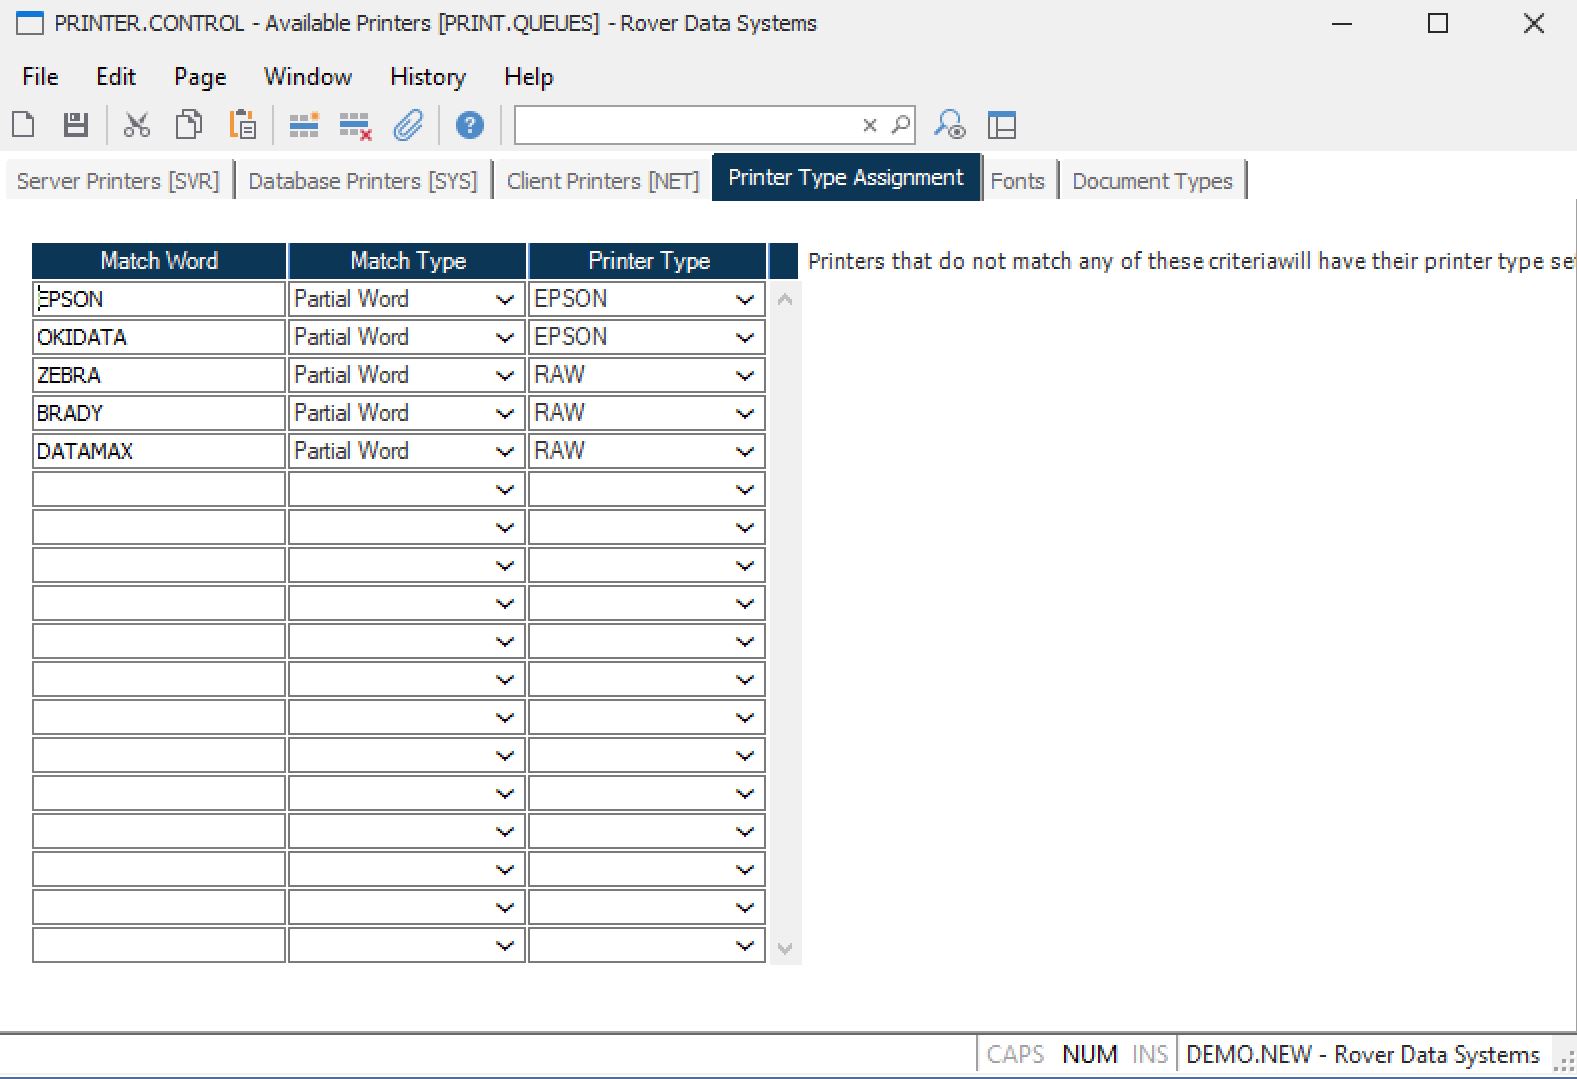 PRINTER.CONTROL - Available Printers [PRINT.QUEUES] - Rover Data Systems
File Edit Page Window History Help
Server Printers [SVR] Database Printers [SYS] Client Printers [NET] Printer Type Assignment Fonts Document Types
Match Word Match Type Printer Type Printers that do not match any of these criteriawill have their printer type set
EPSON Partial Word EPSON
OKIDATA Partial Word EPSON
ZEBRA Partial Word RAW
BRADY Partial Word RAW
DATAMAX Partial Word RAW
CAPS NUM INS DEMO.NEW - Rover Data Systems